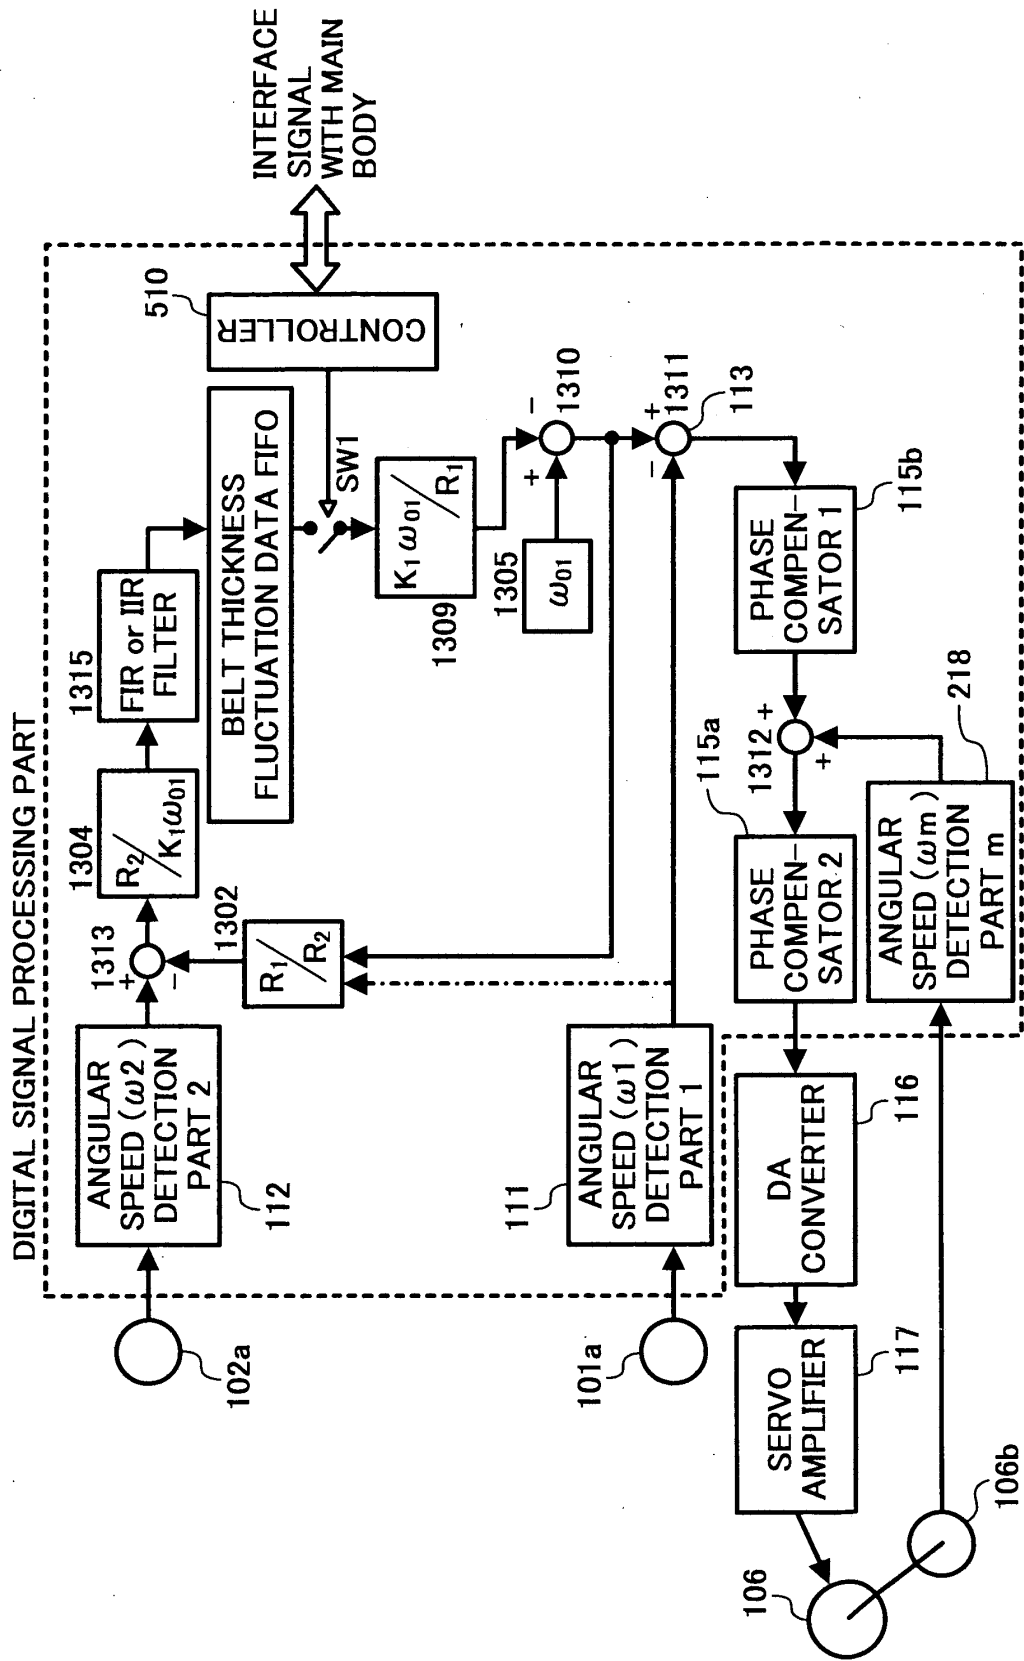 DIGITAL SIGNAL PROCESSING PART
102a
ANGULAR
SPEED (ω2)
DETECTION
PART 2
112
1313
+
−
1304
R2/K1ω01
1315
FIR or IIR
FILTER
1302
R1/R2
BELT THICKNESS
FLUCTUATION DATA FIFO
510
CONTROLLER
INTERFACE
SIGNAL
WITH MAIN
BODY
SW1
K1ω01/R1
1309
1305
ω01
+
−
1310
101a
111
ANGULAR
SPEED (ω1)
DETECTION
PART 1
−
+
1311
113
PHASE
COMPEN-
SATOR 1
115b
1312
+
+
115a
PHASE
COMPEN-
SATOR 2
ANGULAR
SPEED (ωm)
DETECTION
PART m
218
DA
CONVERTER
116
SERVO
AMPLIFIER
117
106
106b